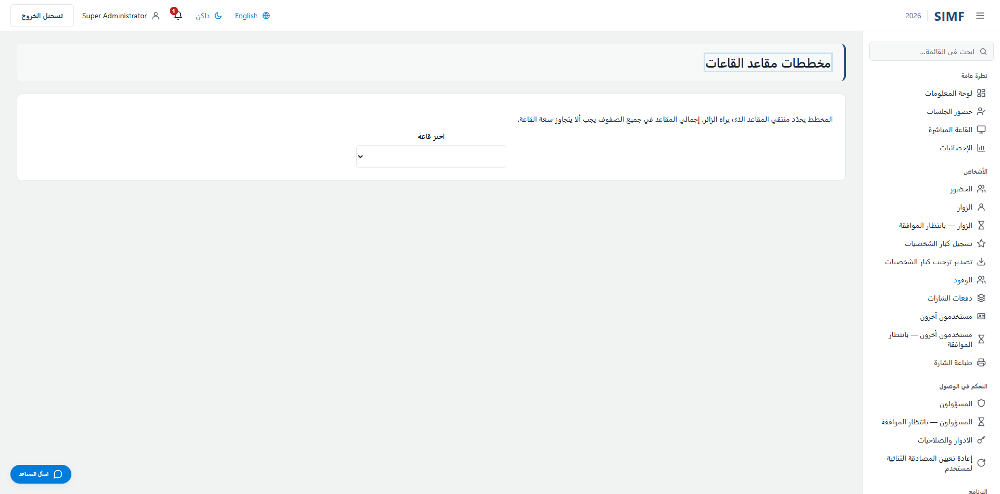 SIMF
2026
English
داكن
1
Super Administrator
تسجيل الخروج
ابحث في القائمة...
نظرة عامة
لوحة المعلومات
حضور الجلسات
القاعة المباشرة
الإحصائيات
الأشخاص
الحضور
الزوار
الزوار — بانتظار الموافقة
تسجيل كبار الشخصيات
تصدير ترحيب كبار الشخصيات
الوفود
دفعات الشارات
مستخدمون آخرون
مستخدمون آخرون — بانتظار
الموافقة
طباعة الشارة
التحكم في الوصول
المسؤولون
المسؤولون — بانتظار الموافقة
الأدوار والصلاحيات
إعادة تعيين المصادقة الثنائية
لمستخدم
البرنامج
مخططات مقاعد القاعات
المخطط يحدّد منتقي المقاعد الذي يراه الزائر. إجمالي المقاعد في جميع الصفوف يجب ألا يتجاوز سعة القاعة.
اختر قاعة
اسأل المساعد